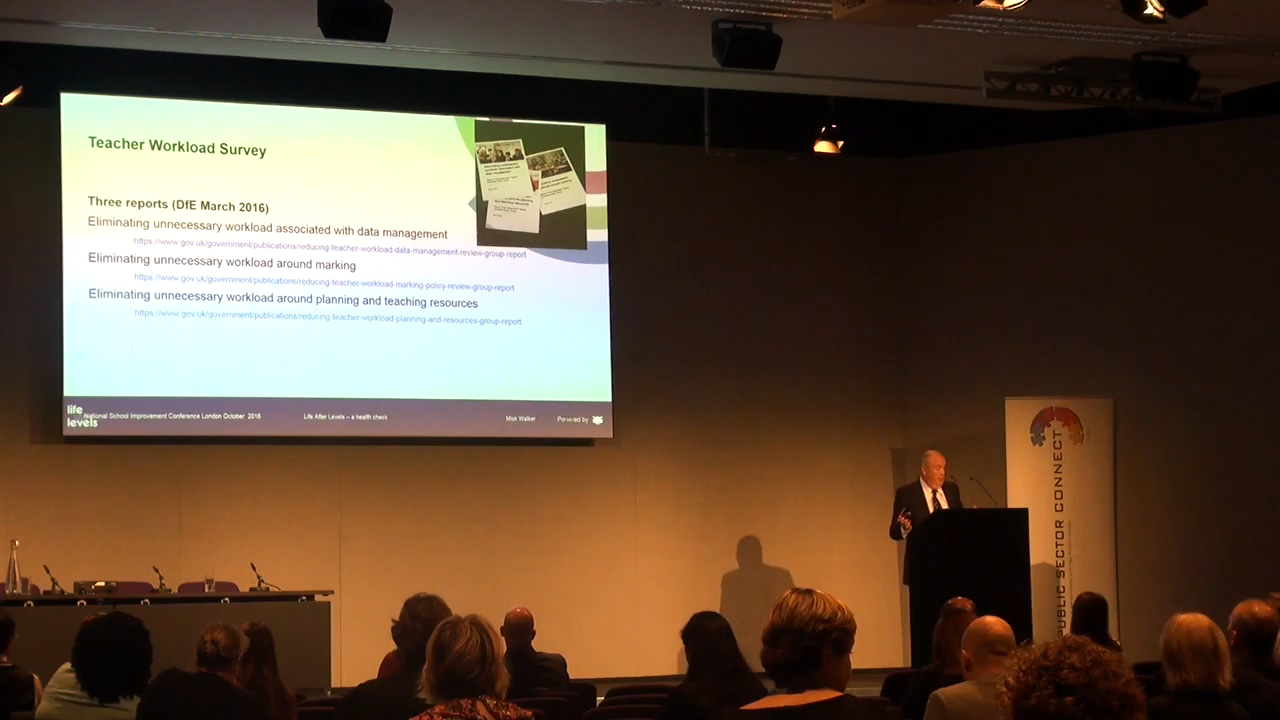 Teacher Workload Survey
Three reports (DfE March 2016)
Eliminating unnecessary workload associated with data management
https://www.gov.uk/government/publications/reducing-teacher-workload-data-management-review-group-report
Eliminating unnecessary workload around marking
https://www.gov.uk/government/publications/reducing-teacher-workload-marking-policy-review-group-report
Eliminating unnecessary workload around planning and teaching resources
https://www.gov.uk/government/publications/reducing-teacher-workload-planning-and-resources-group-report
life
levels
National School Improvement Conference London October 2016
Life After Levels – a health check
Mick Walker
Powered by
PUBLIC SECTOR CONNECT